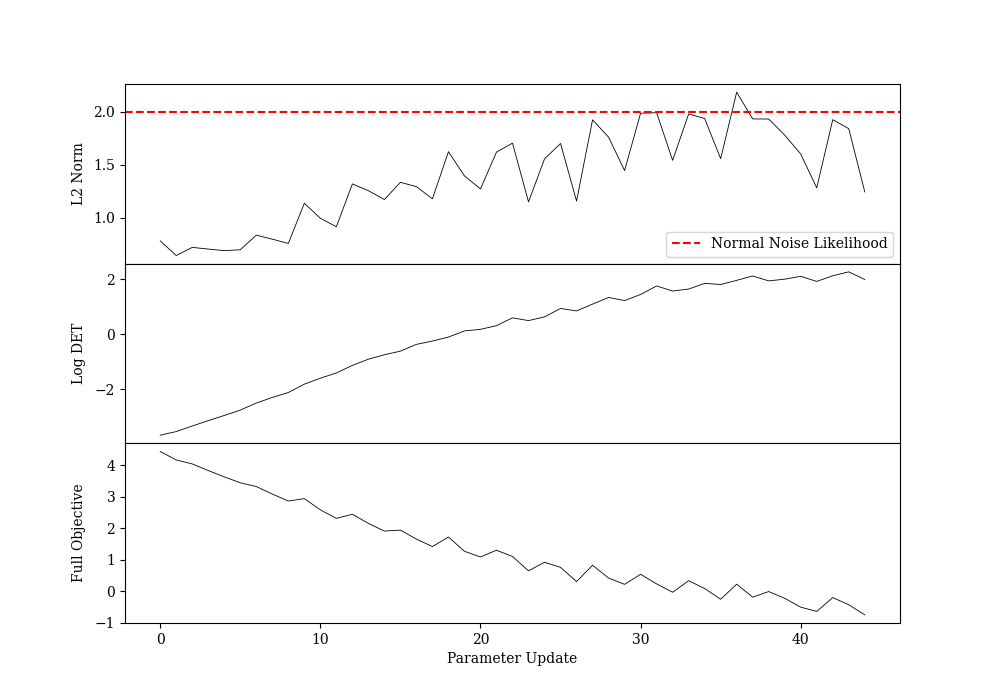 L2 Norm
2.0
1.5
1.0
Normal Noise Likelihood
Log DET
2
0
−2
Full Objective
4
3
2
1
0
−1
0 10 20 30 40
Parameter Update